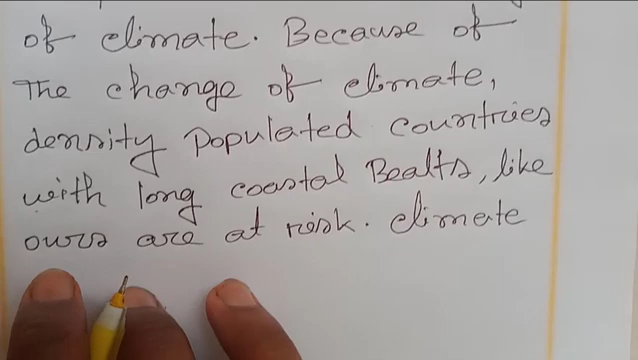 of climate. Because of
The change of climate,
density populated countries
with long coastal Bealts, like
ours are at risk. climate